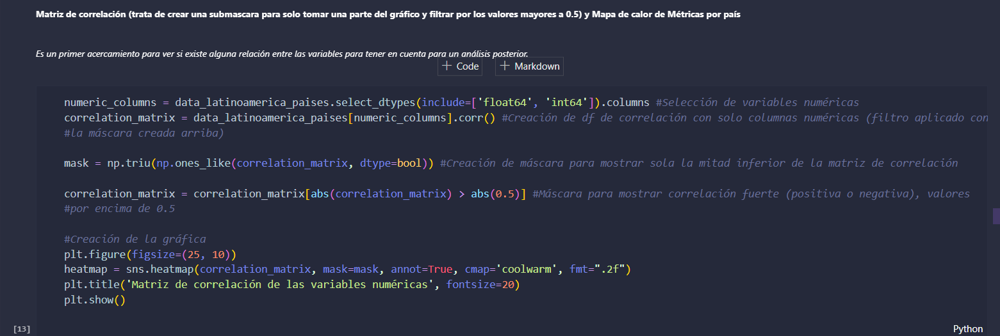 Matriz de correlación (trata de crear una submascara para solo tomar una parte del gráfico y filtrar por los valores mayores a 0.5) y Mapa de calor de Métricas por país
Es un primer acercamiento para ver si existe alguna relación entre las variables para tener en cuenta para un análisis posterior.
+ Code + Markdown
numeric_columns = data_latinoamerica_paises.select_dtypes(include=['float64', 'int64']).columns #Selección de variables numéricas
correlation_matrix = data_latinoamerica_paises[numeric_columns].corr() #Creación de df de correlación con solo columnas numéricas (filtro aplicado con
#la máscara creada arriba)
mask = np.triu(np.ones_like(correlation_matrix, dtype=bool)) #Creación de máscara para mostrar sola la mitad inferior de la matriz de correlación
correlation_matrix = correlation_matrix[abs(correlation_matrix) > abs(0.5)] #Máscara para mostrar correlación fuerte (positiva o negativa), valores
#por encima de 0.5
#Creación de la gráfica
plt.figure(figsize=(25, 10))
heatmap = sns.heatmap(correlation_matrix, mask=mask, annot=True, cmap='coolwarm', fmt=".2f")
plt.title('Matriz de correlación de las variables numéricas', fontsize=20)
plt.show()
[13] Python